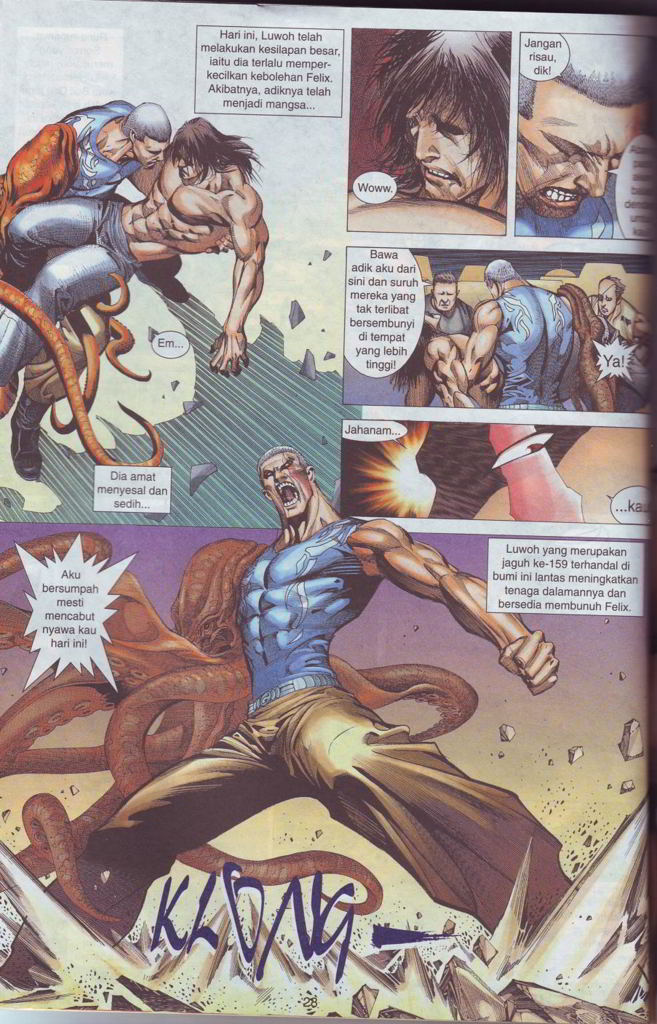 Hari ini, Luwoh telah
melakukan kesilapan besar,
iaitu dia terlalu memper-
kecilkan kebolehan Felix.
Akibatnya, adiknya telah
menjadi mangsa...
Woww.
Jangan
risau,
dik!
Em...
Dia amat
menyesal dan
sedih...
Bawa
adik aku dari
sini dan suruh
mereka yang
tak terlibat
bersembunyi
di tempat
yang lebih
tinggi!
Ya!
Jahanam...
...kau
Aku
bersumpah
mesti
mencabut
nyawa kau
hari ini!
Luwoh yang merupakan
jaguh ke-159 terhandal di
bumi ini lantas meningkatkan
tenaga dalamannya dan
bersedia membunuh Felix.
KLONG
28